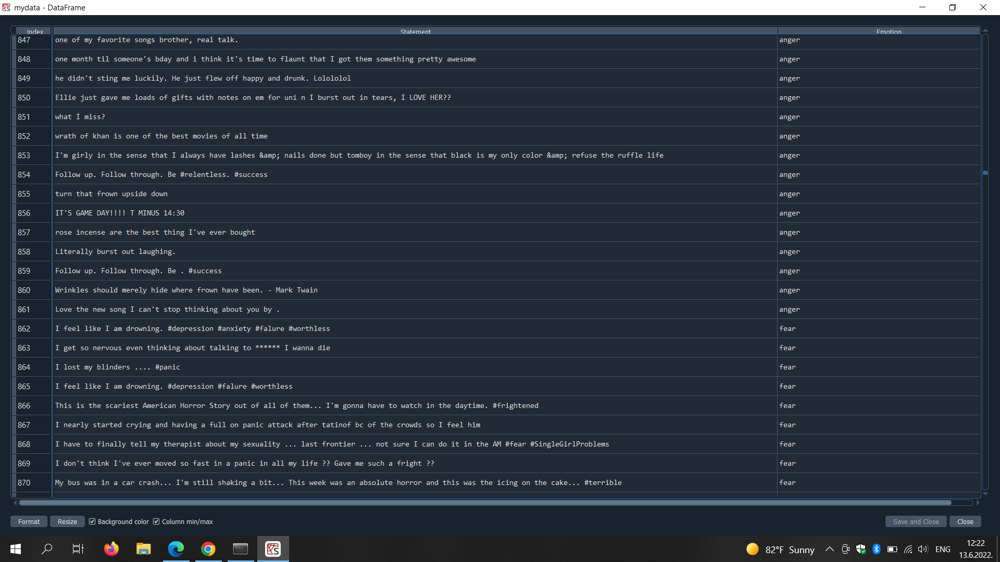 mydata - DataFrame
Index Statement Emotion
847 one of my favorite songs brother, real talk. anger
848 one month til someone's bday and i think it's time to flaunt that I got them something pretty awesome anger
849 he didn't sting me luckily. He just flew off happy and drunk. Lolololol anger
850 Ellie just gave me loads of gifts with notes on em for uni n I burst out in tears, I LOVE HER?? anger
851 what I miss? anger
852 wrath of khan is one of the best movies of all time anger
853 I'm girly in the sense that I always have lashes &amp; nails done but tomboy in the sense that black is my only color &amp; refuse the ruffle life anger
854 Follow up. Follow through. Be #relentless. #success anger
855 turn that frown upside down anger
856 IT'S GAME DAY!!!! T MINUS 14:30 anger
857 rose incense are the best thing I've ever bought anger
858 Literally burst out laughing. anger
859 Follow up. Follow through. Be . #success anger
860 Wrinkles should merely hide where frown have been. - Mark Twain anger
861 Love the new song I can't stop thinking about you by . anger
862 I feel like I am drowning. #depression #anxiety #falure #worthless fear
863 I get so nervous even thinking about talking to ****** I wanna die fear
864 I lost my blinders .... #panic fear
865 I feel like I am drowning. #depression #falure #worthless fear
866 This is the scariest American Horror Story out of all of them... I'm gonna have to watch in the daytime. #frightened fear
867 I nearly started crying and having a full on panic attack after tatinof bc of the crowds so I feel him fear
868 I have to finally tell my therapist about my sexuality ... last frontier ... not sure I can do it in the AM #fear #SingleGirlProblems fear
869 I don't think I've ever moved so fast in a panic in all my life ?? Gave me such a fright ?? fear
870 My bus was in a car crash... I'm still shaking a bit... This week was an absolute horror and this was the icing on the cake... #terrible fear
Format Resize Background color Column min/max Save and Close Close
82°F Sunny ENG 12:22
13.6.2022.